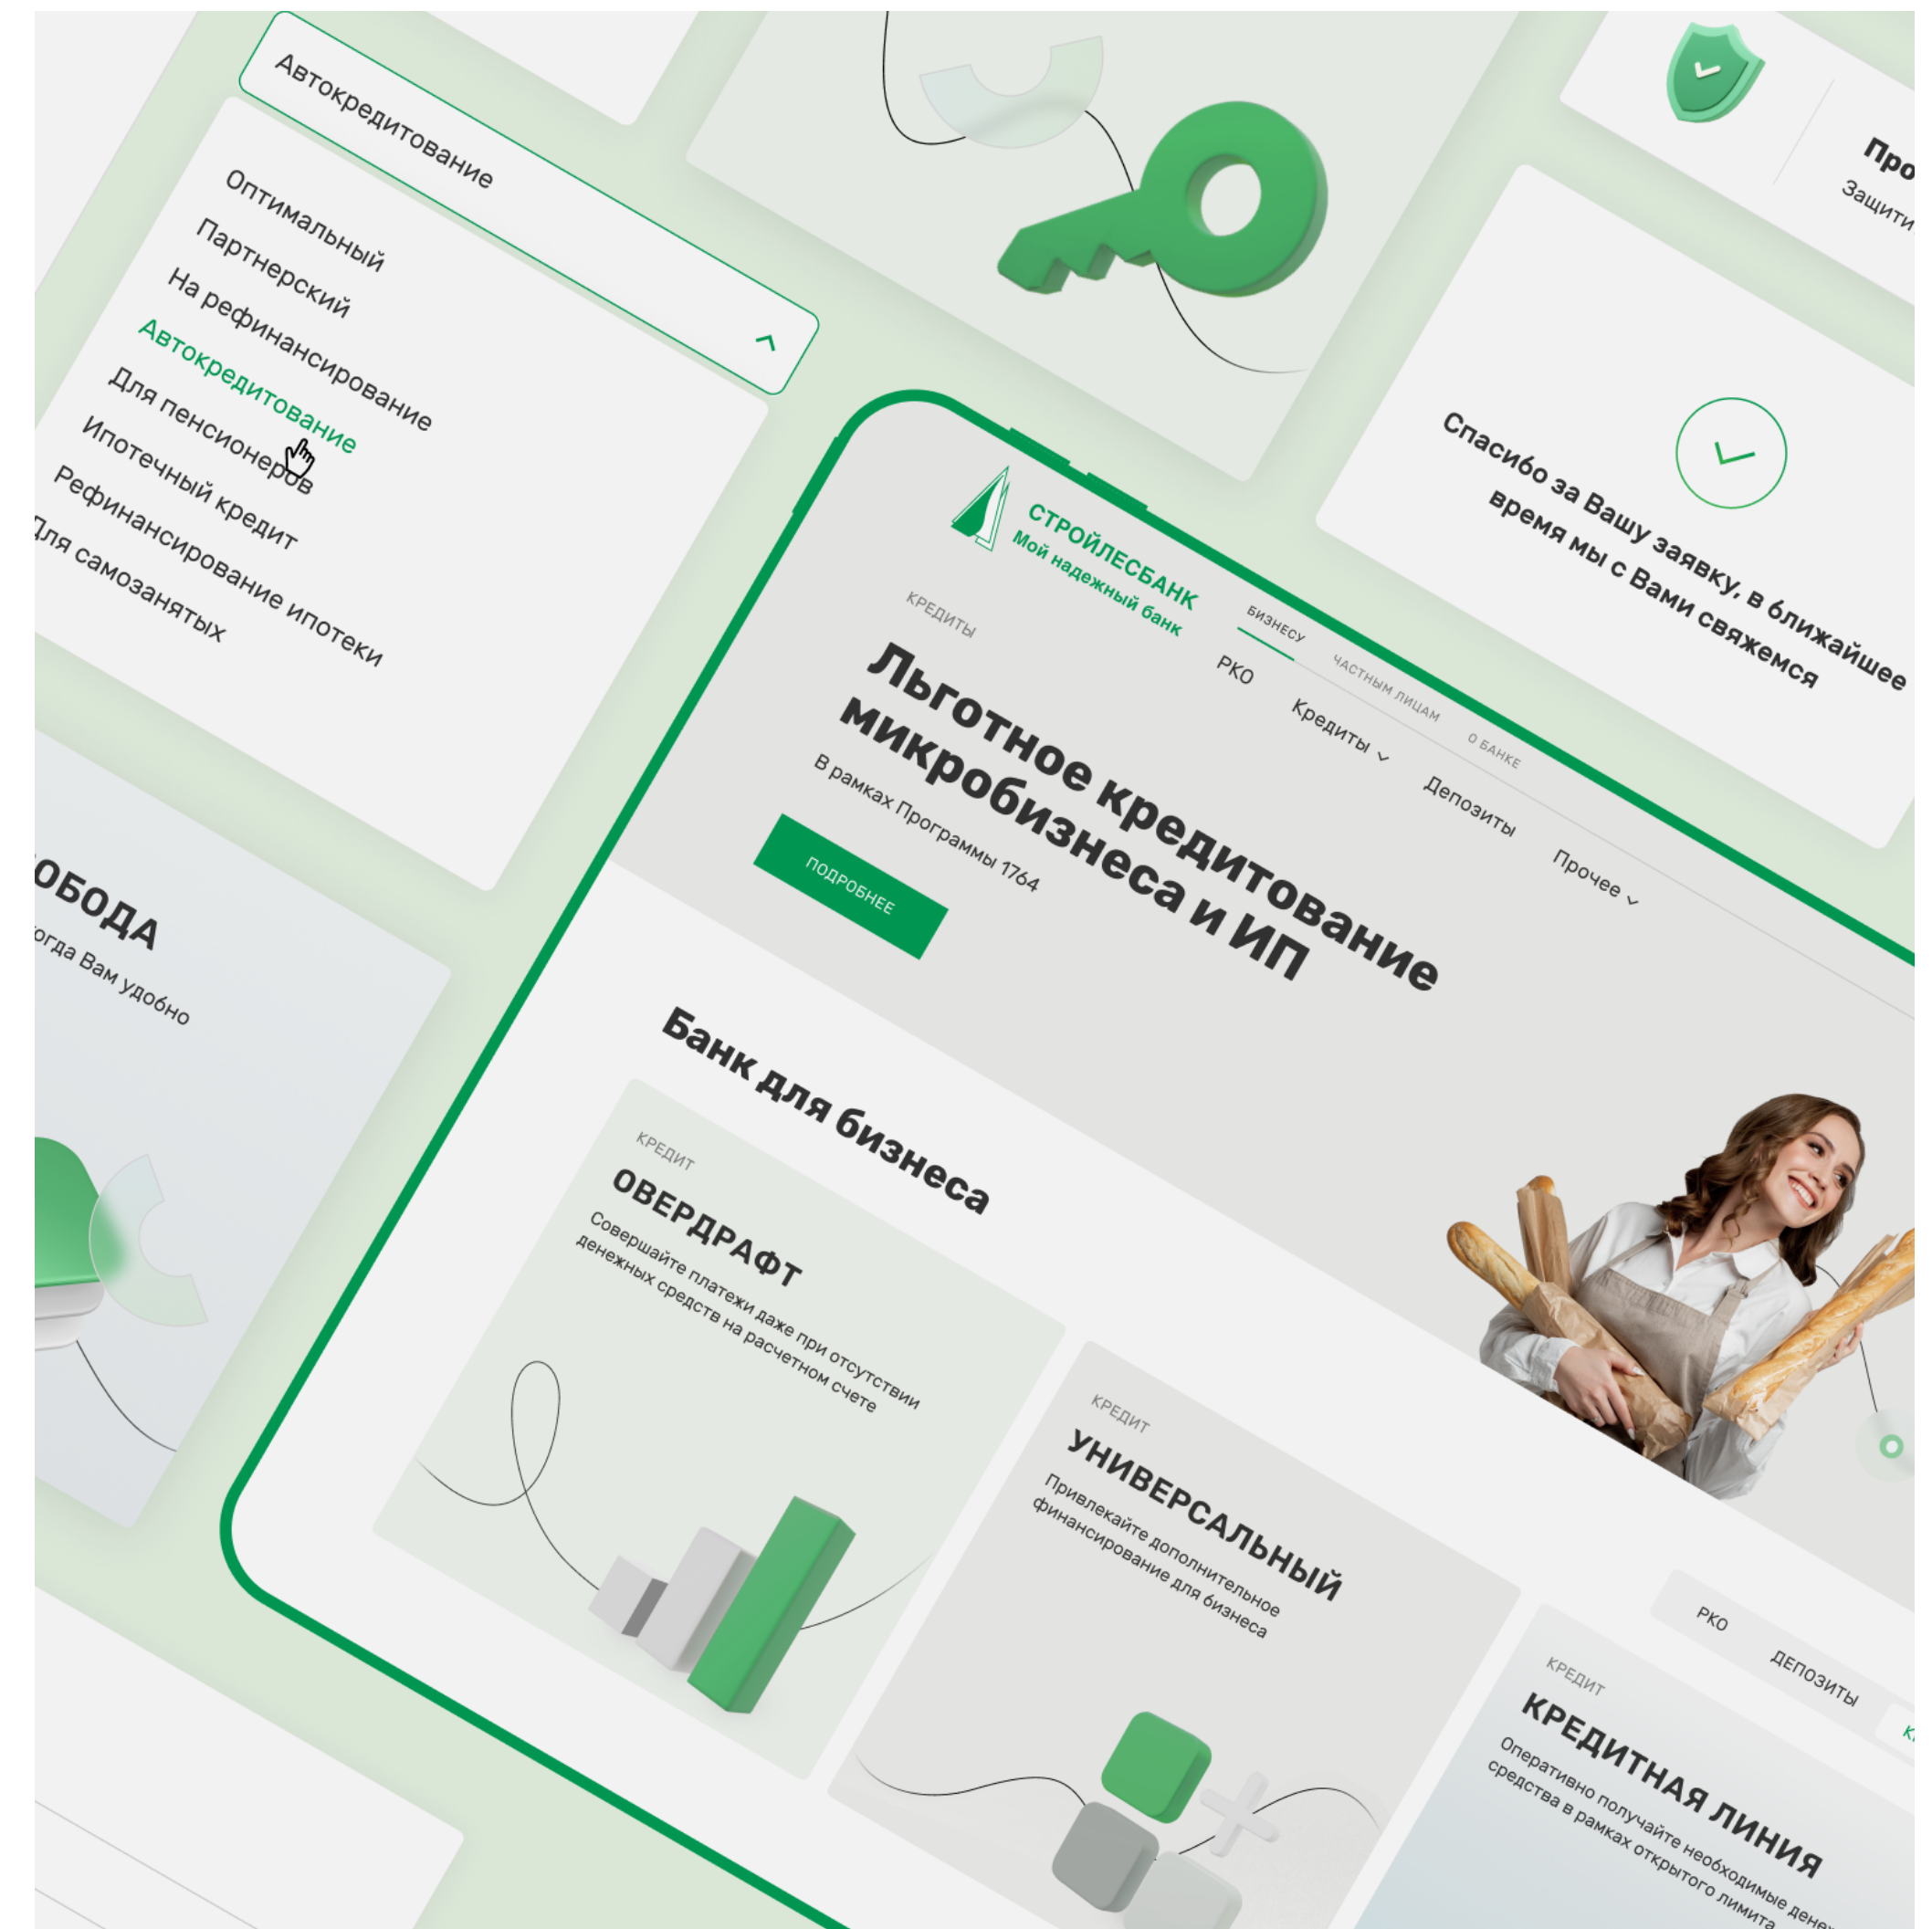 Автокредитование
Оптимальный
Партнерский
На рефинансирование
Автокредитование
Для пенсионеров
Ипотечный кредит
Рефинансирование ипотеки
Для самозанятых
Защити
Спасибо за Вашу заявку, в ближайшее
время мы с Вами свяжемся
СТРОЙЛЕСБАНК
Мой надежный банк
БИЗНЕСУ
ЧАСТНЫМ ЛИЦАМ
О БАНКЕ
РКО
Кредиты
Депозиты
Прочее
КРЕДИТЫ
Льготное кредитование
микробизнеса и ИП
В рамках Программы 1764
ПОДРОБНЕЕ
ОБОДА
огда Вам удобно
Банк для бизнеса
КРЕДИТ
ОВЕРДРАФТ
Совершайте платежи даже при отсутствии
денежных средств на расчетном счете
КРЕДИТ
УНИВЕРСАЛЬНЫЙ
Привлекайте дополнительное
финансирование для бизнеса
РКО
ДЕПОЗИТЫ
КРЕДИТ
КРЕДИТНАЯ ЛИНИЯ
Оперативно получайте необходимые дене
средства в рамках открытого лимита